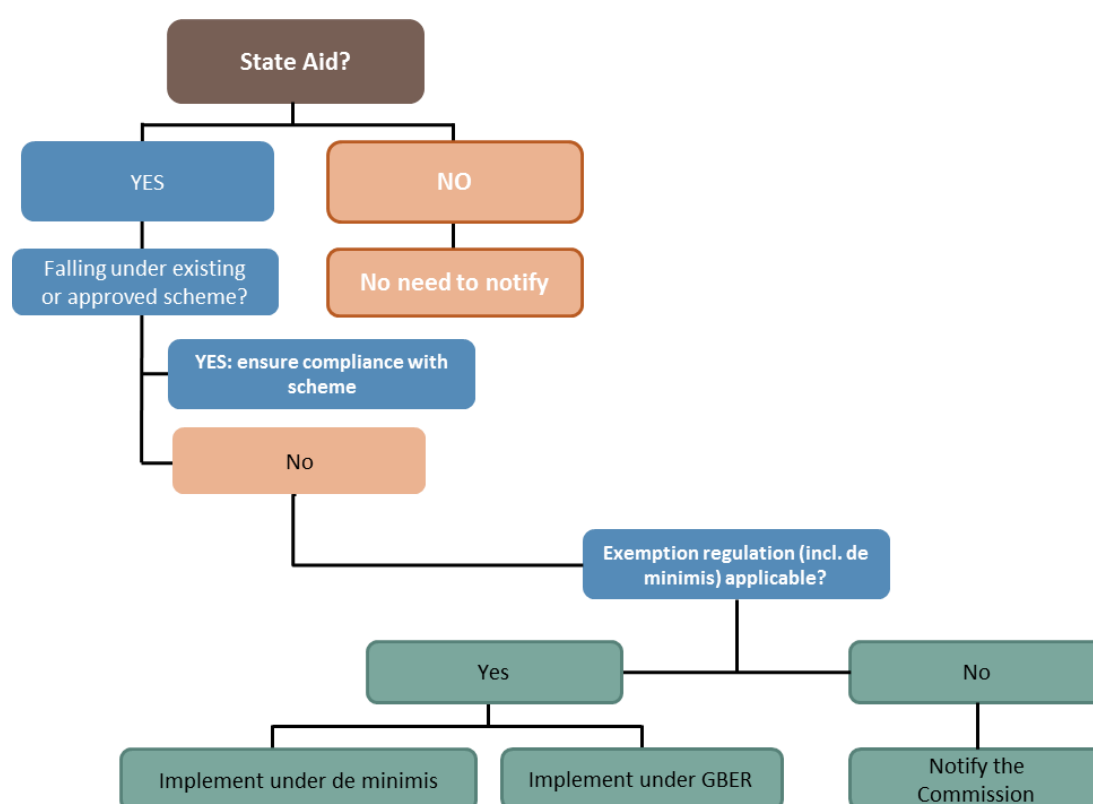 State Aid?
YES
NO
Falling under existing
or approved scheme?
No need to notify
YES: ensure compliance with
scheme
No
Exemption regulation (incl. de
minimis) applicable?
Yes
No
Implement under de minimis
Implement under GBER
Notify the
Commission